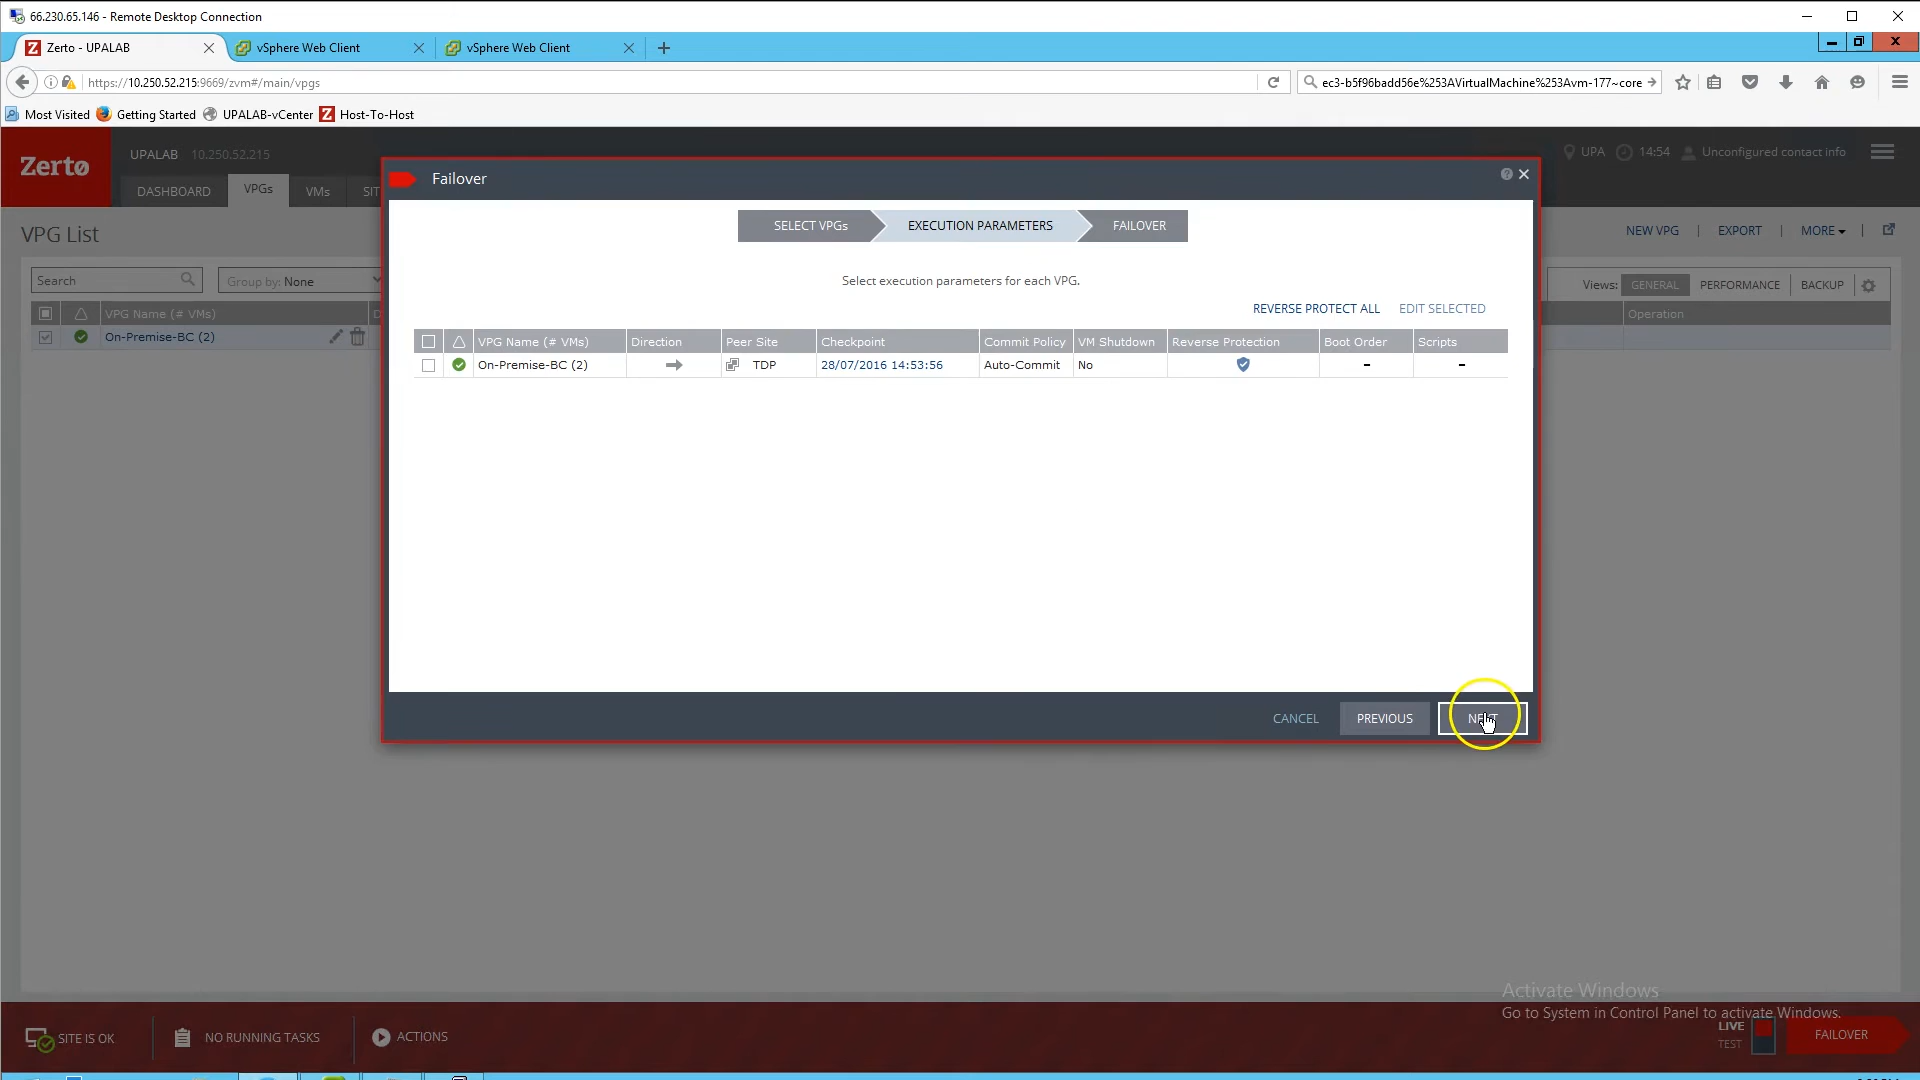 66.230.65.146 - Remote Desktop Connection
Zerto - UPALAB
vSphere Web Client
vSphere Web Client
https://10.250.52.215:9669/zvm#/main/vpgs
ec3-b5f96badd56e%253AVirtualMachine%253Avm-177~core
Most Visited
Getting Started
UPALAB-vCenter
Host-To-Host
Zerto
UPALAB 10.250.52.215
UPA
14:54
Unconfigured contact info
DASHBOARD
VPGs
VMs
SIT
Failover
VPG List
SELECT VPGs
EXECUTION PARAMETERS
FAILOVER
NEW VPG | EXPORT | MORE
Search
Group by: None
Select execution parameters for each VPG.
Views: GENERAL PERFORMANCE BACKUP
REVERSE PROTECT ALL EDIT SELECTED
VPG Name (# VMs) D
Operation
On-Premise-BC (2)
VPG Name (# VMs) Direction Peer Site Checkpoint Commit Policy VM Shutdown Reverse Protection Boot Order Scripts
On-Premise-BC (2) TDP 28/07/2016 14:53:56 Auto-Commit No - -
CANCEL PREVIOUS NEXT
Activate Windows
Go to System in Control Panel to activate Windows.
SITE IS OK
NO RUNNING TASKS
ACTIONS
LIVE
TEST
FAILOVER